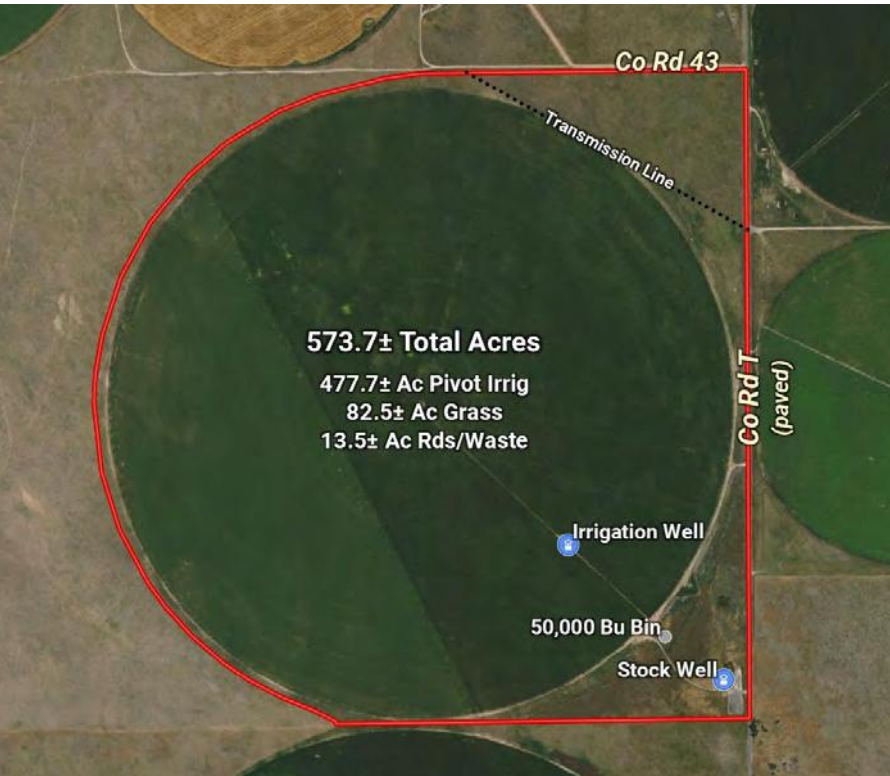 Co Rd 43
Transmission Line
573.7± Total Acres
477.7± Ac Pivot Irrig
82.5± Ac Grass
13.5± Ac Rds/Waste
Co Rd T
(paved)
Irrigation Well
50,000 Bu Bin
Stock Well